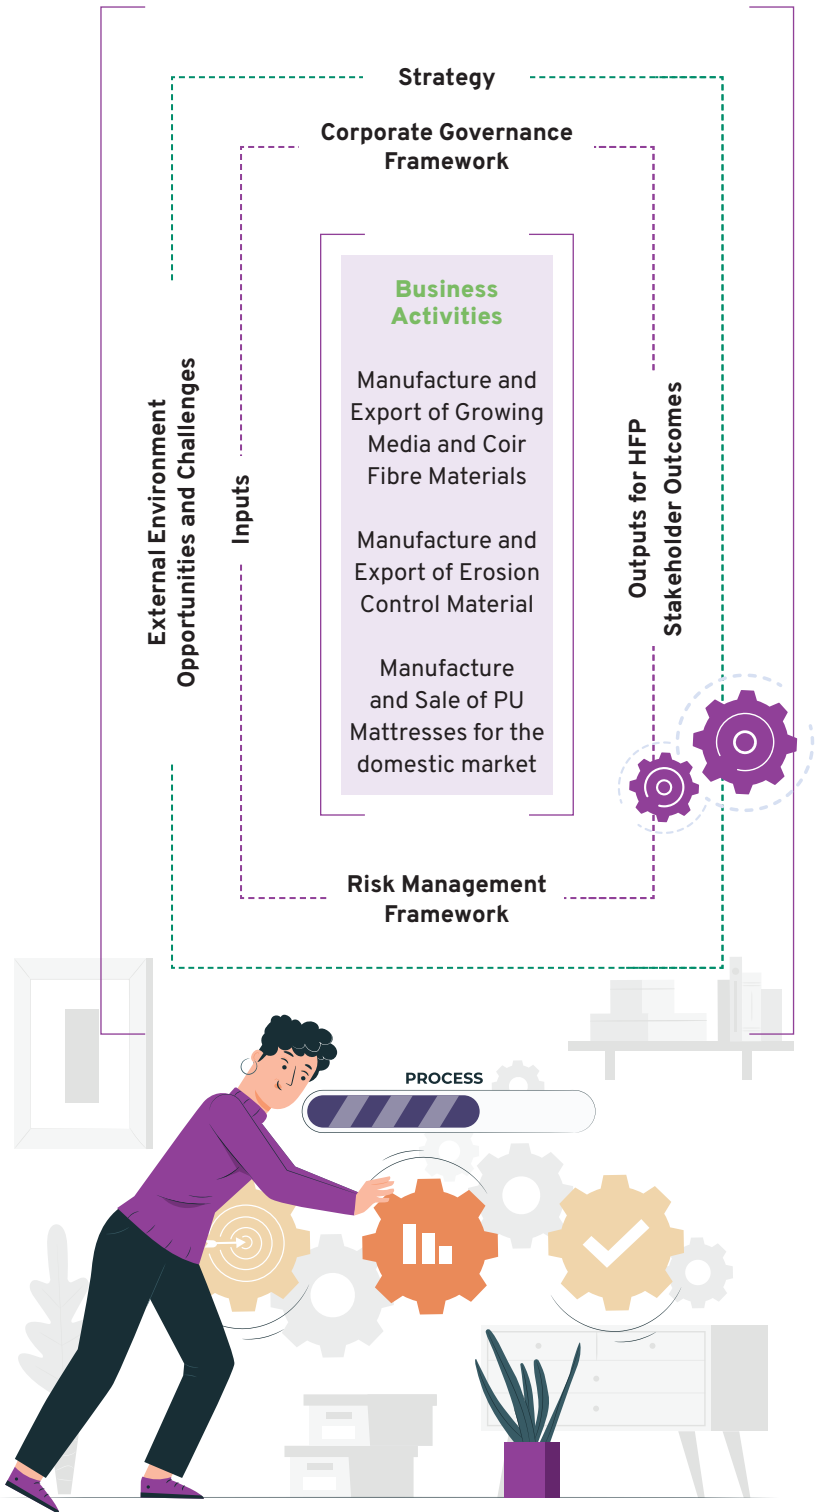 Strategy
Corporate Governance
Framework
External Environment
Opportunities and Challenges
Inputs
Business
Activities
Manufacture and
Export of Growing
Media and Coir
Fibre Materials
Manufacture and
Export of Erosion
Control Material
Manufacture
and Sale of PU
Mattresses for the
domestic market
Outputs for HFP
Stakeholder Outcomes
Risk Management
Framework
PROCESS